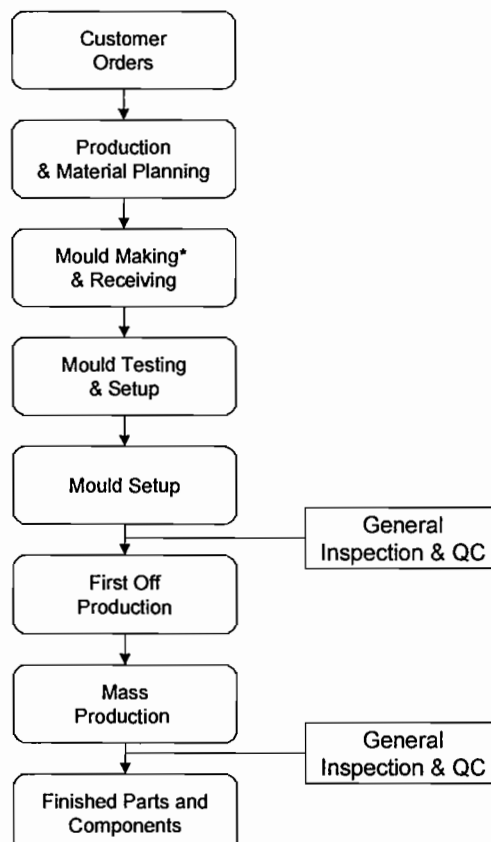 Customer
Orders
Production
& Material Planning
Mould Making*
& Receiving
Mould Testing
& Setup
Mould Setup
General
Inspection & QC
First Off
Production
Mass
Production
General
Inspection & QC
Finished Parts and
Components